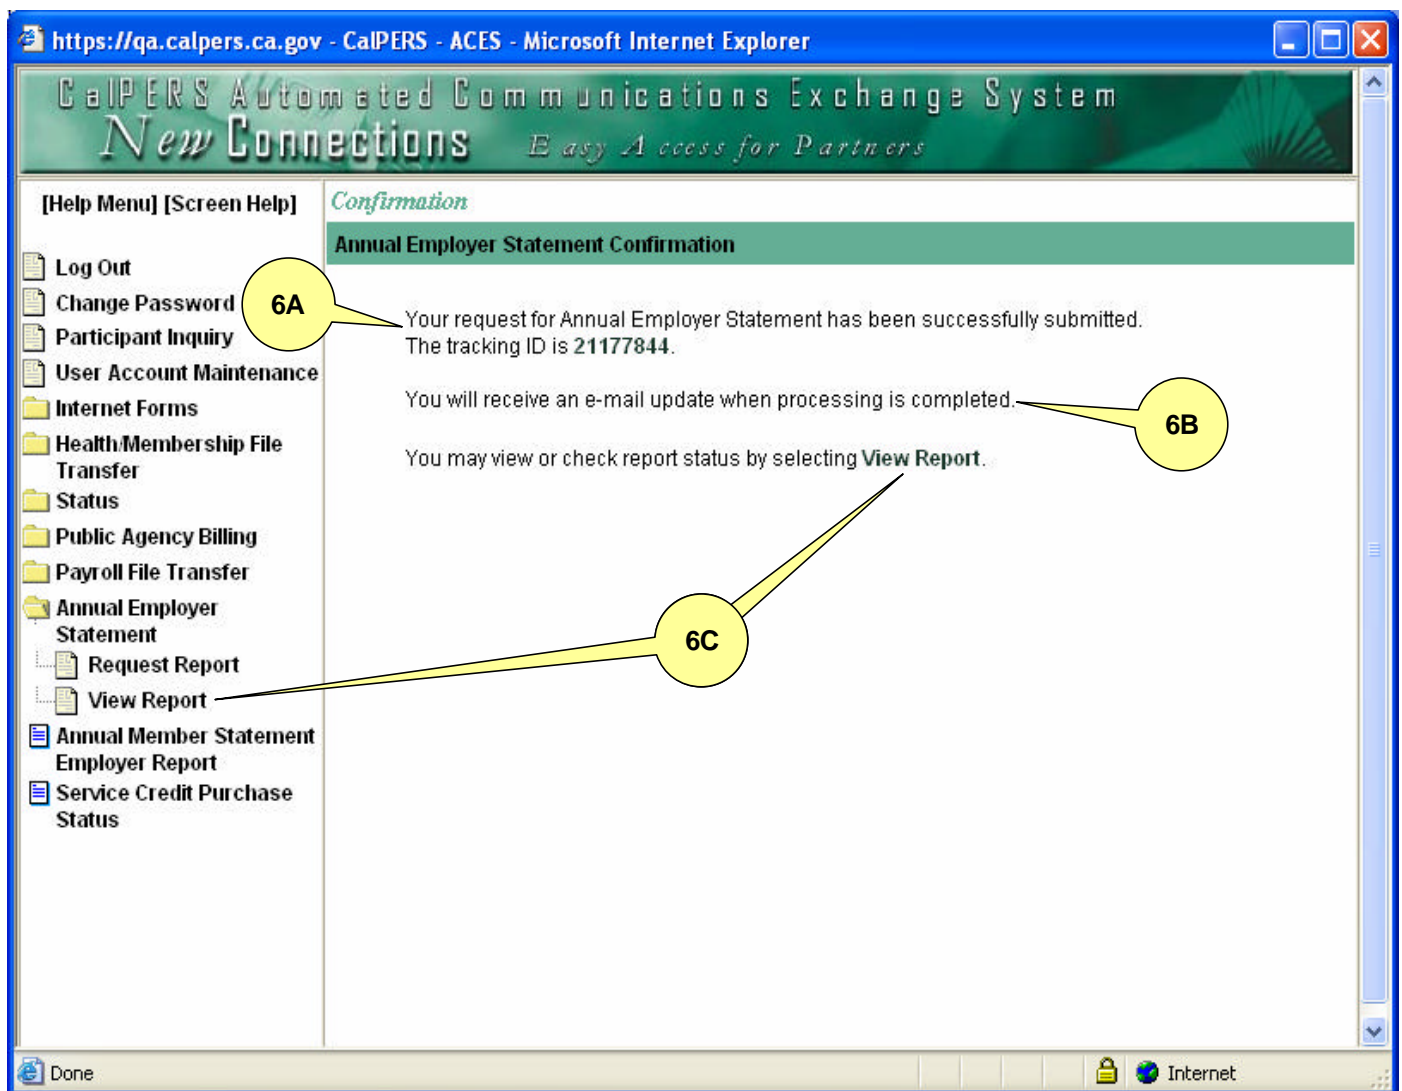 https://qa.calpers.ca.gov - CalPERS - ACES - Microsoft Internet Explorer
CalPERS Automated Communications Exchange System
New Connections Easy Access for Partners
[Help Menu] [Screen Help]
Log Out
Change Password
Participant Inquiry
User Account Maintenance
Internet Forms
Health/Membership File
Transfer
Status
Public Agency Billing
Payroll File Transfer
Annual Employer
Statement
Request Report
View Report
Annual Member Statement
Employer Report
Service Credit Purchase
Status
Confirmation
Annual Employer Statement Confirmation
6A
Your request for Annual Employer Statement has been successfully submitted.
The tracking ID is 21177844.
You will receive an e-mail update when processing is completed.
6B
You may view or check report status by selecting View Report.
6C
Done
Internet